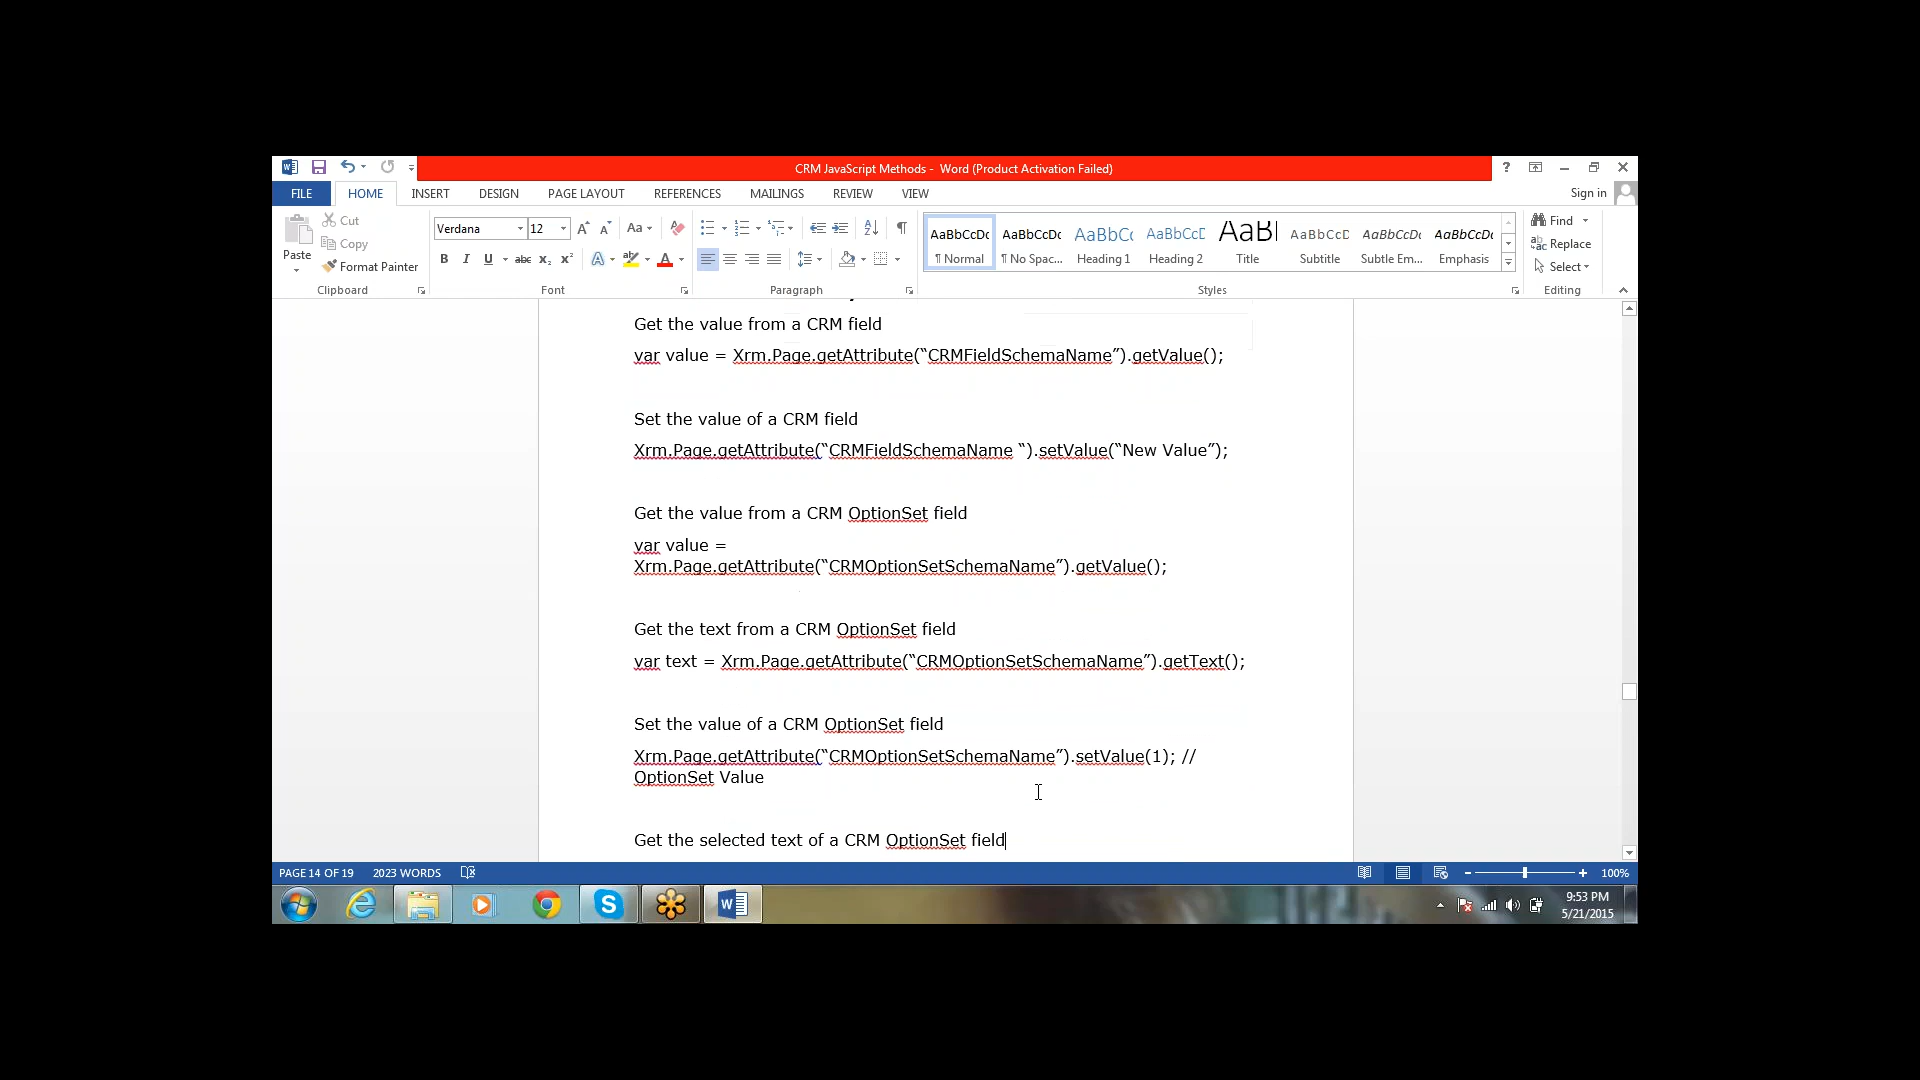 CRM JavaScript Methods - Word (Product Activation Failed)
?
FILE HOME INSERT DESIGN PAGE LAYOUT REFERENCES MAILINGS REVIEW VIEW
Sign in
Paste
Cut
Copy
Format Painter
Clipboard
Verdana 12
Font
Paragraph
AaBbCcDc AaBbCcDc AaBbCc AaBbCcD AaBl AaBbCcD AaBbCcDc AaBbCcDc
¶ Normal ¶ No Spac... Heading 1 Heading 2 Title Subtitle Subtle Em... Emphasis
Styles
Find
Replace
Select
Editing
Get the value from a CRM field
var value = Xrm.Page.getAttribute(“CRMFieldSchemaName”).getValue();
Set the value of a CRM field
Xrm.Page.getAttribute(“CRMFieldSchemaName “).setValue(“New Value”);
Get the value from a CRM OptionSet field
var value =
Xrm.Page.getAttribute(“CRMOptionSetSchemaName”).getValue();
Get the text from a CRM OptionSet field
var text = Xrm.Page.getAttribute(“CRMOptionSetSchemaName”).getText();
Set the value of a CRM OptionSet field
Xrm.Page.getAttribute(“CRMOptionSetSchemaName”).setValue(1); //
OptionSet Value
Get the selected text of a CRM OptionSet field
PAGE 14 OF 19 2023 WORDS
100%
9:53 PM
5/21/2015